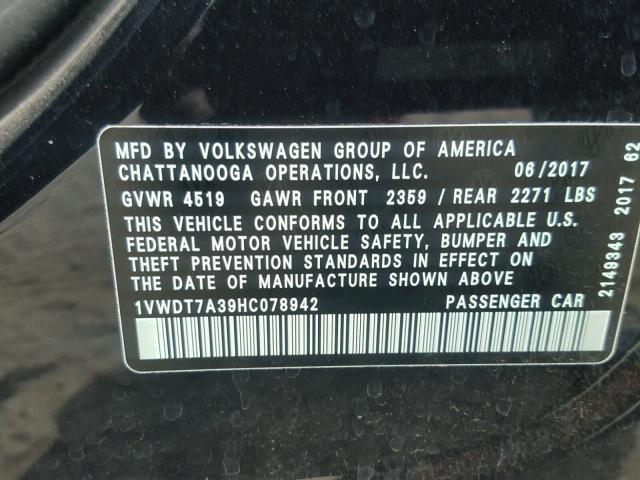 MFD BY VOLKSWAGEN GROUP OF AMERICA
CHATTANOOGA OPERATIONS, LLC. 06/2017
GVWR 4519 GAWR FRONT 2359 / REAR 2271 LBS
THIS VEHICLE CONFORMS TO ALL APPLICABLE U.S.
FEDERAL MOTOR VEHICLE SAFETY, BUMPER AND
THEFT PREVENTION STANDARDS IN EFFECT ON
THE DATE OF MANUFACTURE SHOWN ABOVE
1VWDT7A39HC078942 PASSENGER CAR
2149343 2017 62